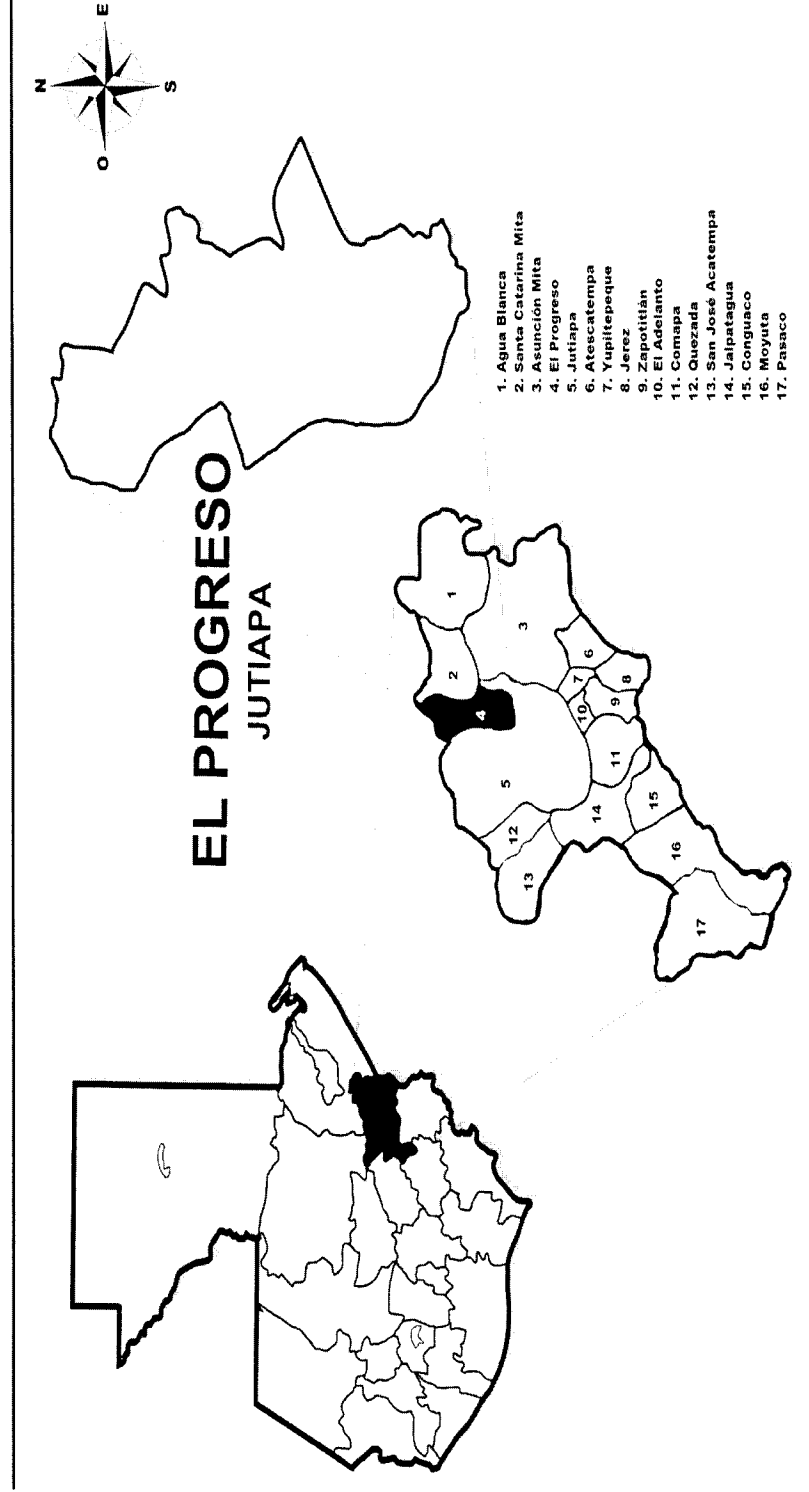 EL PROGRESO
JUTIAPA
N
O
E
S
1
2
3
4
5
6
7
8
9
10
11
12
13
14
15
16
17
1. Agua Blanca
2. Santa Catarina Mita
3. Asunción Mita
4. El Progreso
5. Jutiapa
6. Atescatempa
7. Yupiltepeque
8. Jerez
9. Zapotitlán
10. El Adelanto
11. Comapa
12. Quezada
13. San José Acatempa
14. Jalpatagua
15. Conguaco
16. Moyuta
17. Pasaco